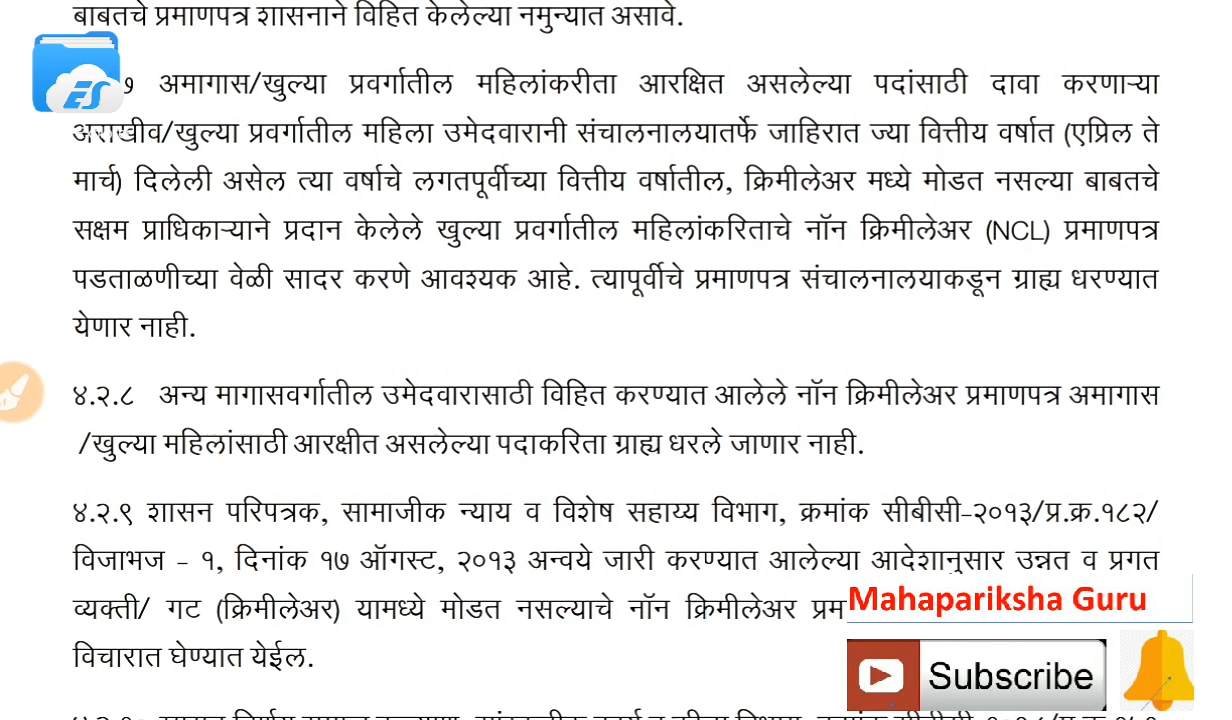 बाबतचे प्रमाणपत्र शासनाने विहित केलेल्या नमुन्यात असावे.
७ अमागास/खुल्या प्रवर्गातील महिलांकरीता आरक्षित असलेल्या पदांसाठी दावा करणाऱ्या
अराखीव/खुल्या प्रवर्गातील महिला उमेदवारानी संचालनालयातर्फे जाहिरात ज्या वित्तीय वर्षात (एप्रिल ते
मार्च) दिलेली असेल त्या वर्षाचे लगतपूर्वीच्या वित्तीय वर्षातील, क्रिमीलेअर मध्ये मोडत नसल्या बाबतचे
सक्षम प्राधिकाऱ्याने प्रदान केलेले खुल्या प्रवर्गातील महिलांकरिताचे नॉन क्रिमीलेअर (NCL) प्रमाणपत्र
पडताळणीच्या वेळी सादर करणे आवश्यक आहे. त्यापूर्वीचे प्रमाणपत्र संचालनालयाकडून ग्राह्य धरण्यात
येणार नाही.
४.२.८ अन्य मागासवर्गातील उमेदवारासाठी विहित करण्यात आलेले नॉन क्रिमीलेअर प्रमाणपत्र अमागास
/खुल्या महिलांसाठी आरक्षीत असलेल्या पदाकरिता ग्राह्य धरले जाणार नाही.
४.२.९ शासन परिपत्रक, सामाजीक न्याय व विशेष सहाय्य विभाग, क्रमांक सीबीसी-२०१३/प्र.क्र.१८२/
विजाभज - १, दिनांक १७ ऑगस्ट, २०१३ अन्वये जारी करण्यात आलेल्या आदेशानुसार उन्नत व प्रगत
व्यक्ती/ गट (क्रिमीलेअर) यामध्ये मोडत नसल्याचे नॉन क्रिमीलेअर प्रम
Mahapariksha Guru
विचारात घेण्यात येईल.
Subscribe